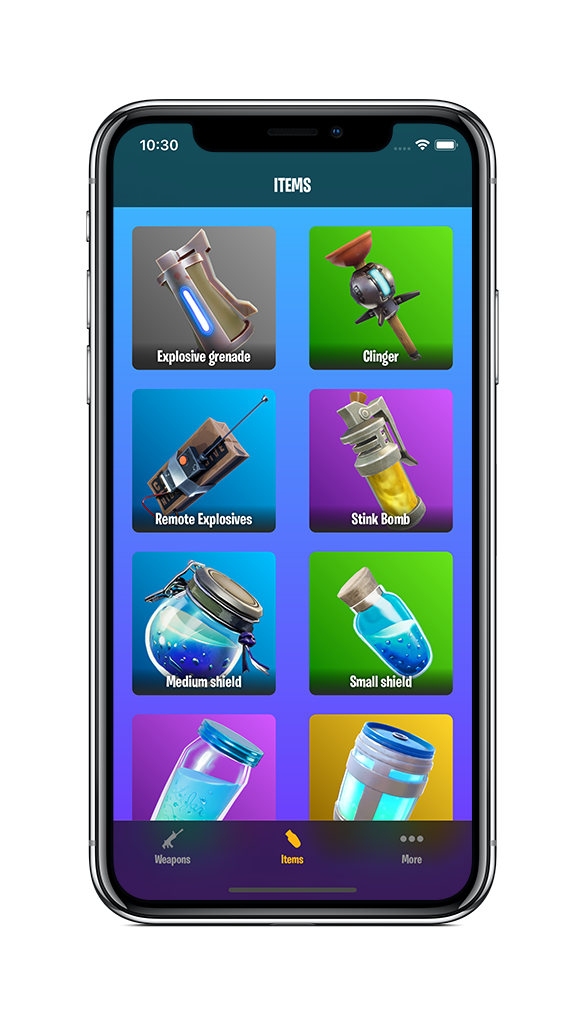 10:30
ITEMS
Explosive grenade
Clinger
Remote Explosives
Stink Bomb
Medium shield
Small shield
Weapons
Items
More